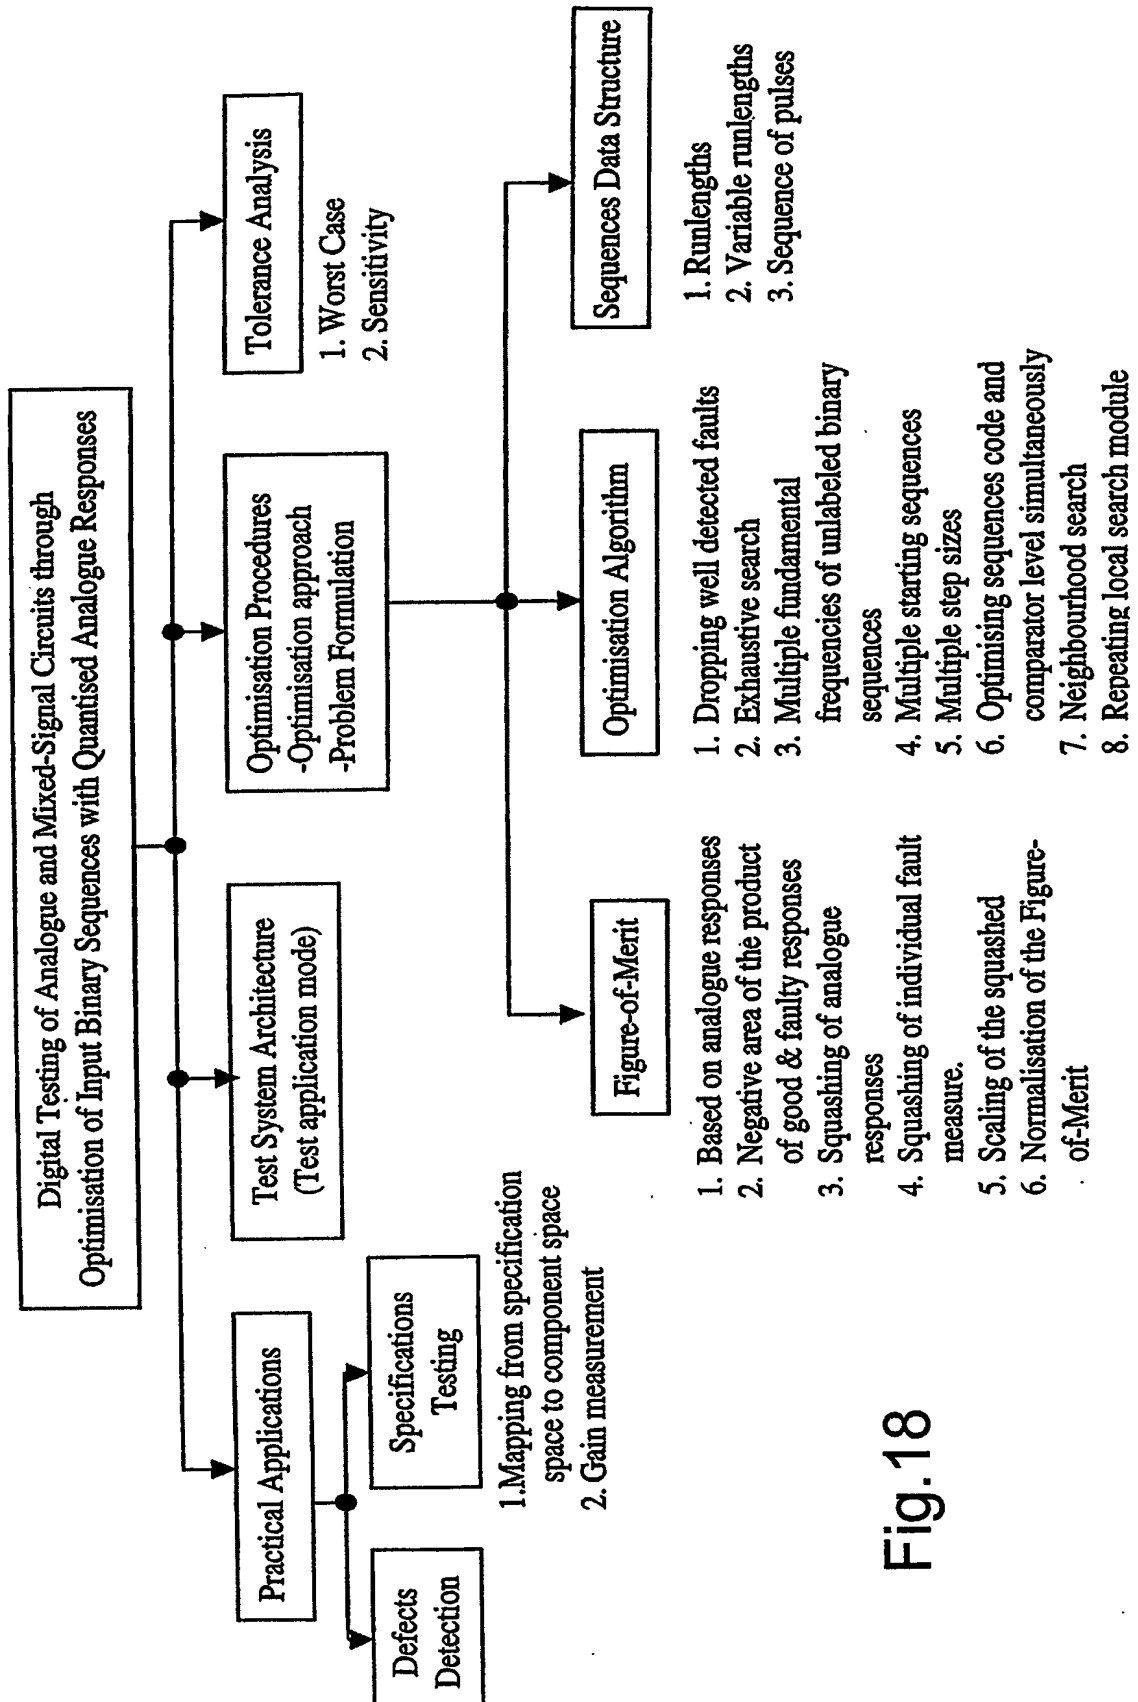 Digital Testing of Analogue and Mixed-Signal Circuits through
Optimisation of Input Binary Sequences with Quantised Analogue Responses
Practical Applications
Test System Architecture
(Test application mode)
Optimisation Procedures
-Optimisation approach
-Problem Formulation
Tolerance Analysis
1. Worst Case
2. Sensitivity
Defects
Detection
Specifications
Testing
1.Mapping from specification
space to component space
2. Gain measurement
Figure-of-Merit
1. Based on analogue responses
2. Negative area of the product
of good & faulty responses
3. Squashing of analogue
responses
4. Squashing of individual fault
measure.
5. Scaling of the squashed
6. Normalisation of the Figure-
of-Merit
Optimisation Algorithm
1. Dropping well detected faults
2. Exhaustive search
3. Multiple fundamental
frequencies of unlabeled binary
sequences
4. Multiple starting sequences
5. Multiple step sizes
6. Optimising sequences code and
comparator level simultaneously
7. Neighbourhood search
8. Repeating local search module
Sequences Data Structure
1. Runlengths
2. Variable runlengths
3. Sequence of pulses
Fig.18